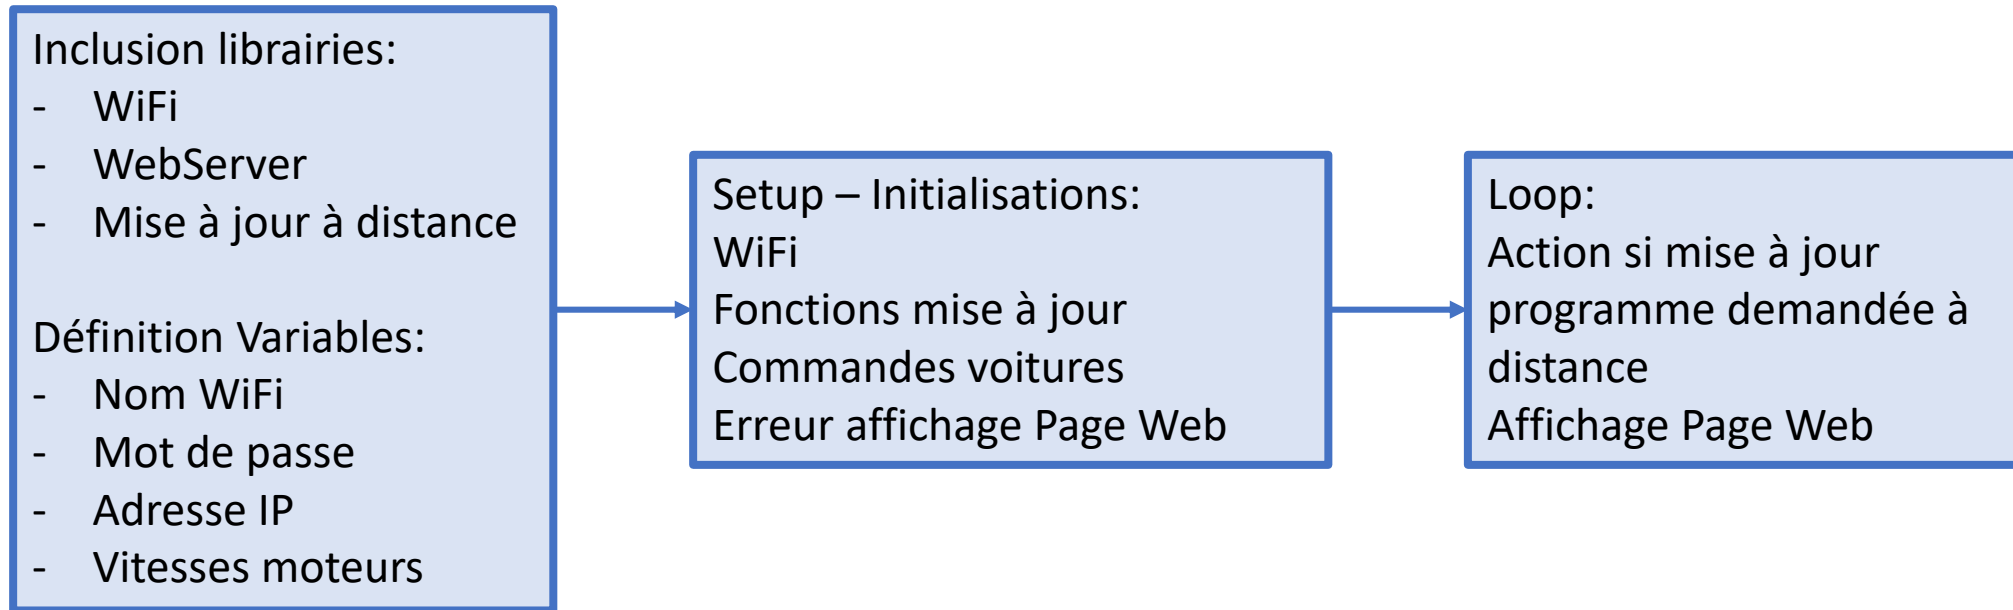 Inclusion librairies:
- WiFi
- WebServer
- Mise à jour à distance
Définition Variables:
- Nom WiFi
- Mot de passe
- Adresse IP
- Vitesses moteurs
Setup – Initialisations:
WiFi
Fonctions mise à jour
Commandes voitures
Erreur affichage Page Web
Loop:
Action si mise à jour
programme demandée à
distance
Affichage Page Web